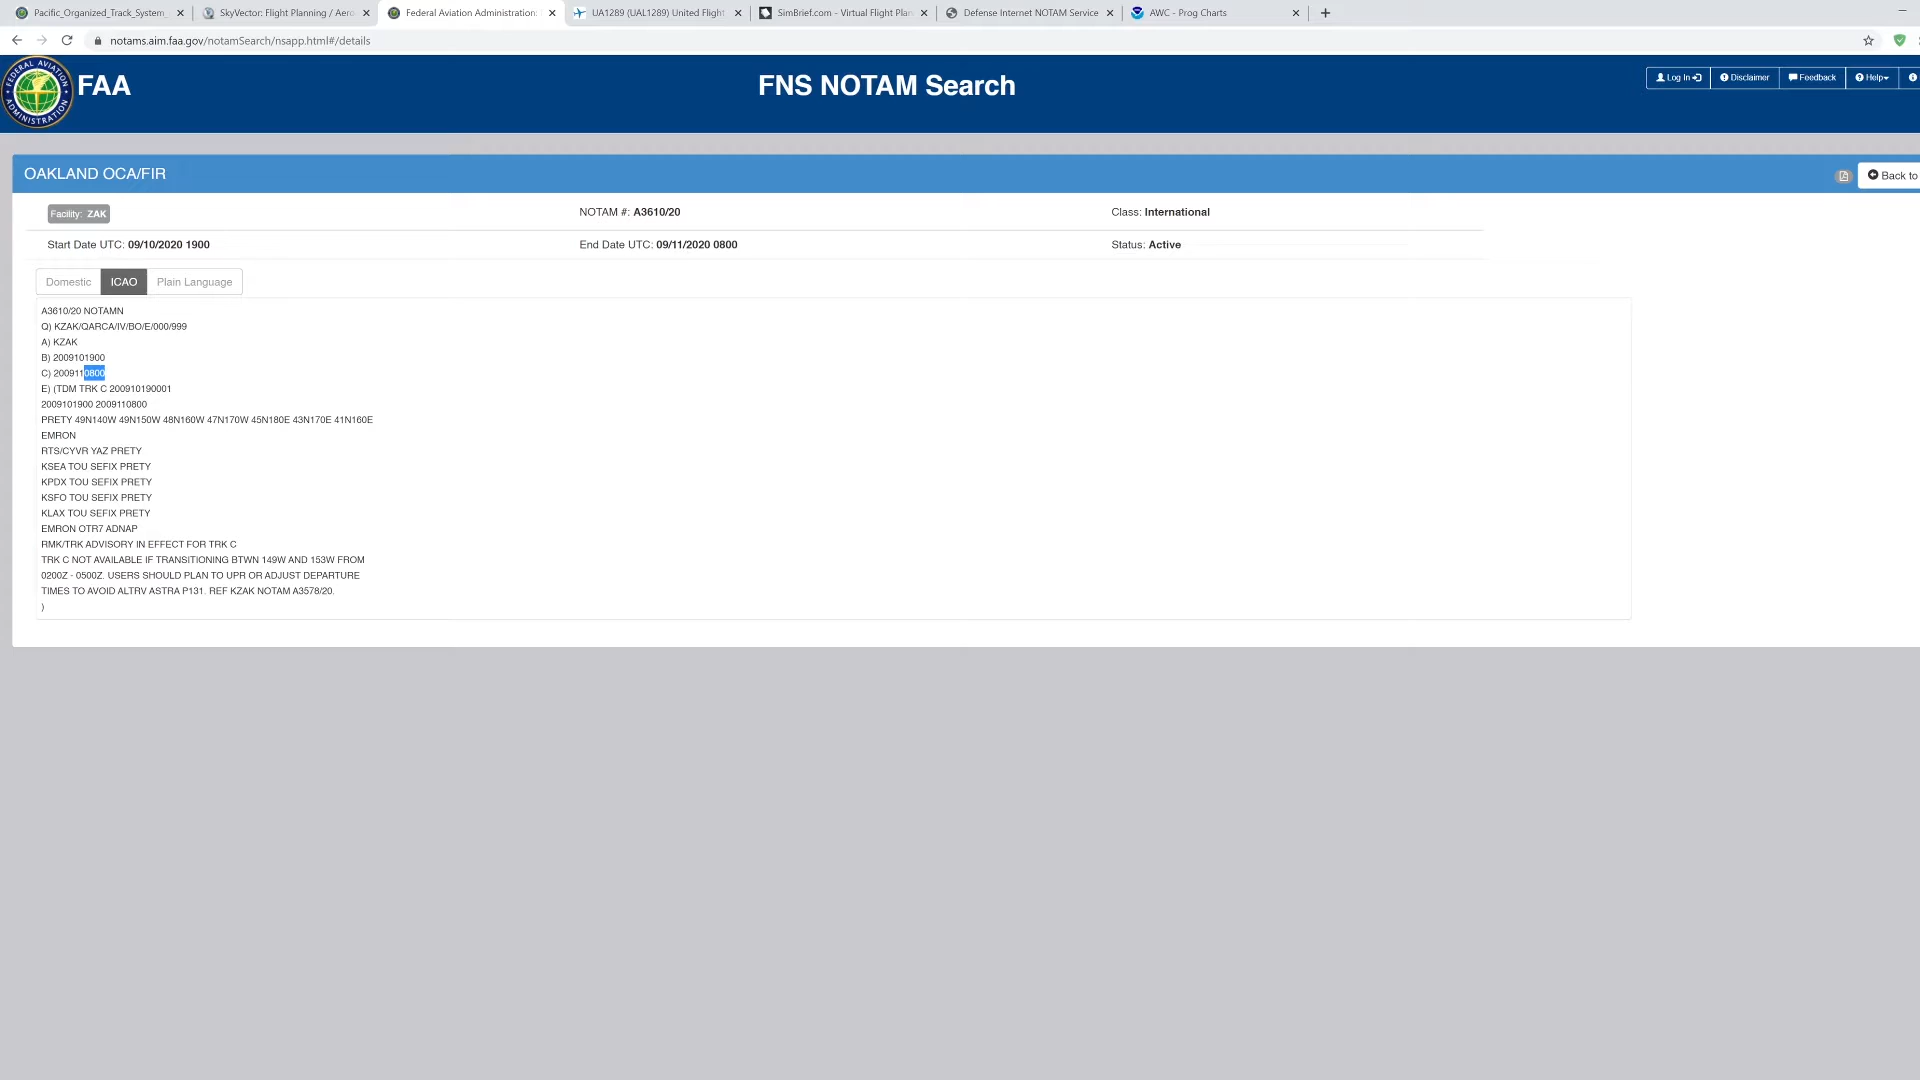 Pacific_Organized_Track_System_
SkyVector: Flight Planning / Aero
Federal Aviation Administration:
UA1289 (UAL1289) United Flight
SimBrief.com - Virtual Flight Plan
Defense Internet NOTAM Service
AWC - Prog Charts
notams.aim.faa.gov/notamSearch/nsapp.html#/details
FEDERAL AVIATION ADMINISTRATION
FAA
FNS NOTAM Search
Log In
Disclaimer
Feedback
Help
OAKLAND OCA/FIR
Back to
Facility: ZAK
NOTAM #: A3610/20
Class: International
Start Date UTC: 09/10/2020 1900
End Date UTC: 09/11/2020 0800
Status: Active
Domestic
ICAO
Plain Language
A3610/20 NOTAMN
Q) KZAK/QARCA/IV/BO/E/000/999
A) KZAK
B) 2009101900
C) 2009110800
E) (TDM TRK C 200910190001
2009101900 2009110800
PRETY 49N140W 49N150W 48N160W 47N170W 45N180E 43N170E 41N160E
EMRON
RTS/CYVR YAZ PRETY
KSEA TOU SEFIX PRETY
KPDX TOU SEFIX PRETY
KSFO TOU SEFIX PRETY
KLAX TOU SEFIX PRETY
EMRON OTR7 ADNAP
RMK/TRK ADVISORY IN EFFECT FOR TRK C
TRK C NOT AVAILABLE IF TRANSITIONING BTWN 149W AND 153W FROM
0200Z - 0500Z. USERS SHOULD PLAN TO UPR OR ADJUST DEPARTURE
TIMES TO AVOID ALTRV ASTRA P131. REF KZAK NOTAM A3578/20.
)